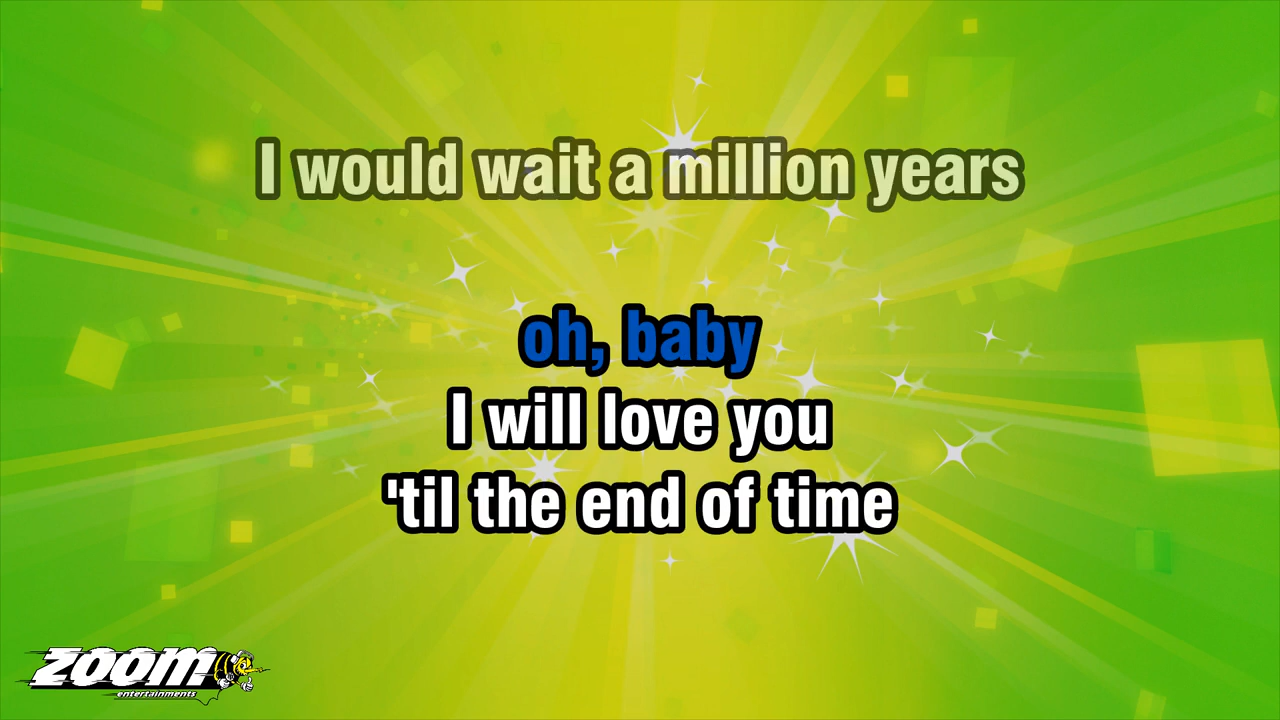 I would wait a million years
oh, baby
I will love you
'til the end of time
ZOOM
entertainments